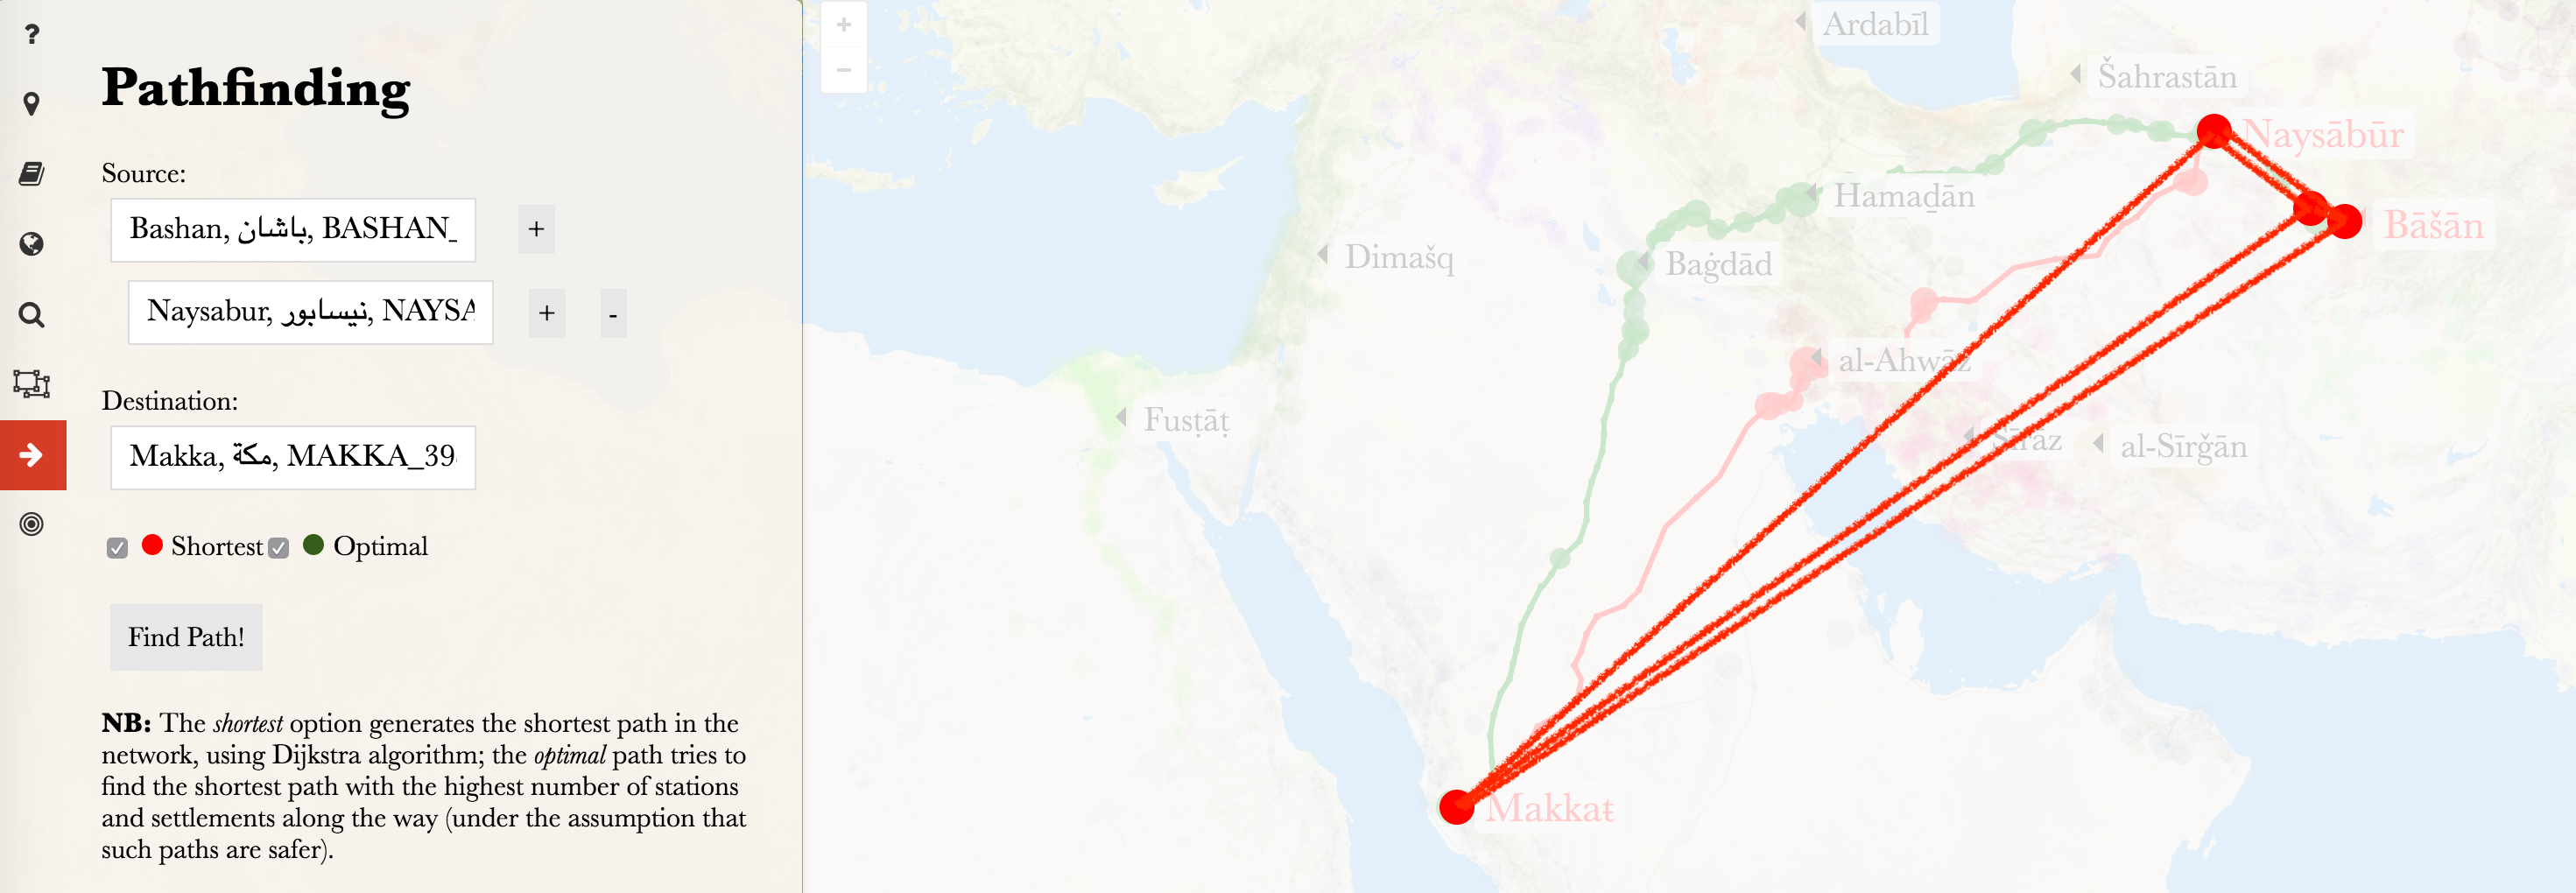 ?
Pathfinding
Source:
Bashan, باشان, BASHAN_
+
Naysabur, نيسابور, NAYSA
+
-
Destination:
Makka, مكة, MAKKA_39
Shortest
Optimal
Find Path!
NB: The shortest option generates the shortest path in the
network, using Dijkstra algorithm; the optimal path tries to
find the shortest path with the highest number of stations
and settlements along the way (under the assumption that
such paths are safer).
+
−
Ardabīl
Šahrastān
Naysābūr
Hamaḏān
Bāšān
Dimašq
Baġdād
al-Ahwāz
Fusṭāṭ
Šīraz
al-Sīrǧān
Makkaŧ